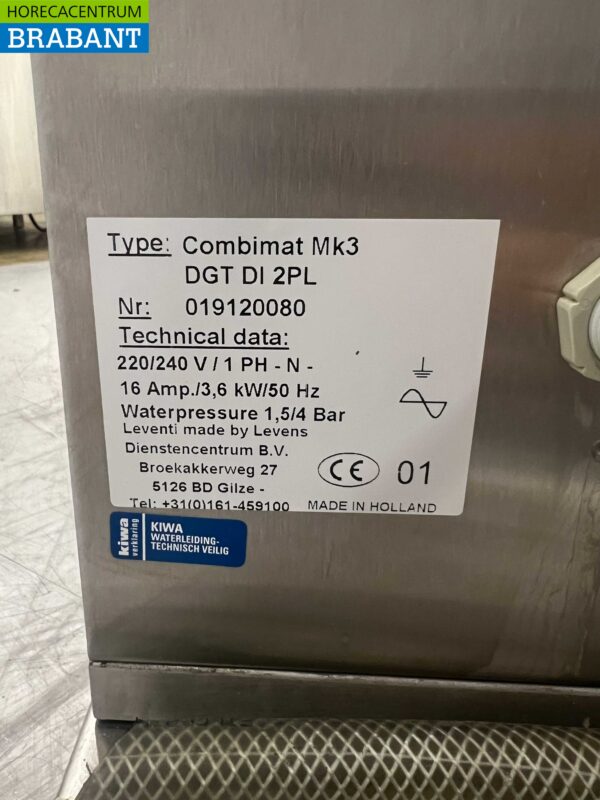 HORECACENTRUM
BRABANT
Type: Combimat Mk3
DGT DI 2PL
Nr: 019120080
Technical data:
220/240 V / 1 PH - N -
16 Amp./3,6 kW/50 Hz
Waterpressure 1,5/4 Bar
Leventi made by Levens
Dienstencentrum B.V.
Broekakkerweg 27
5126 BD Gilze -
Tel: +31(0)161-459100
CE 01
MADE IN HOLLAND
kiwa
verklaring
KIWA
WATERLEIDING-
TECHNISCH VEILIG